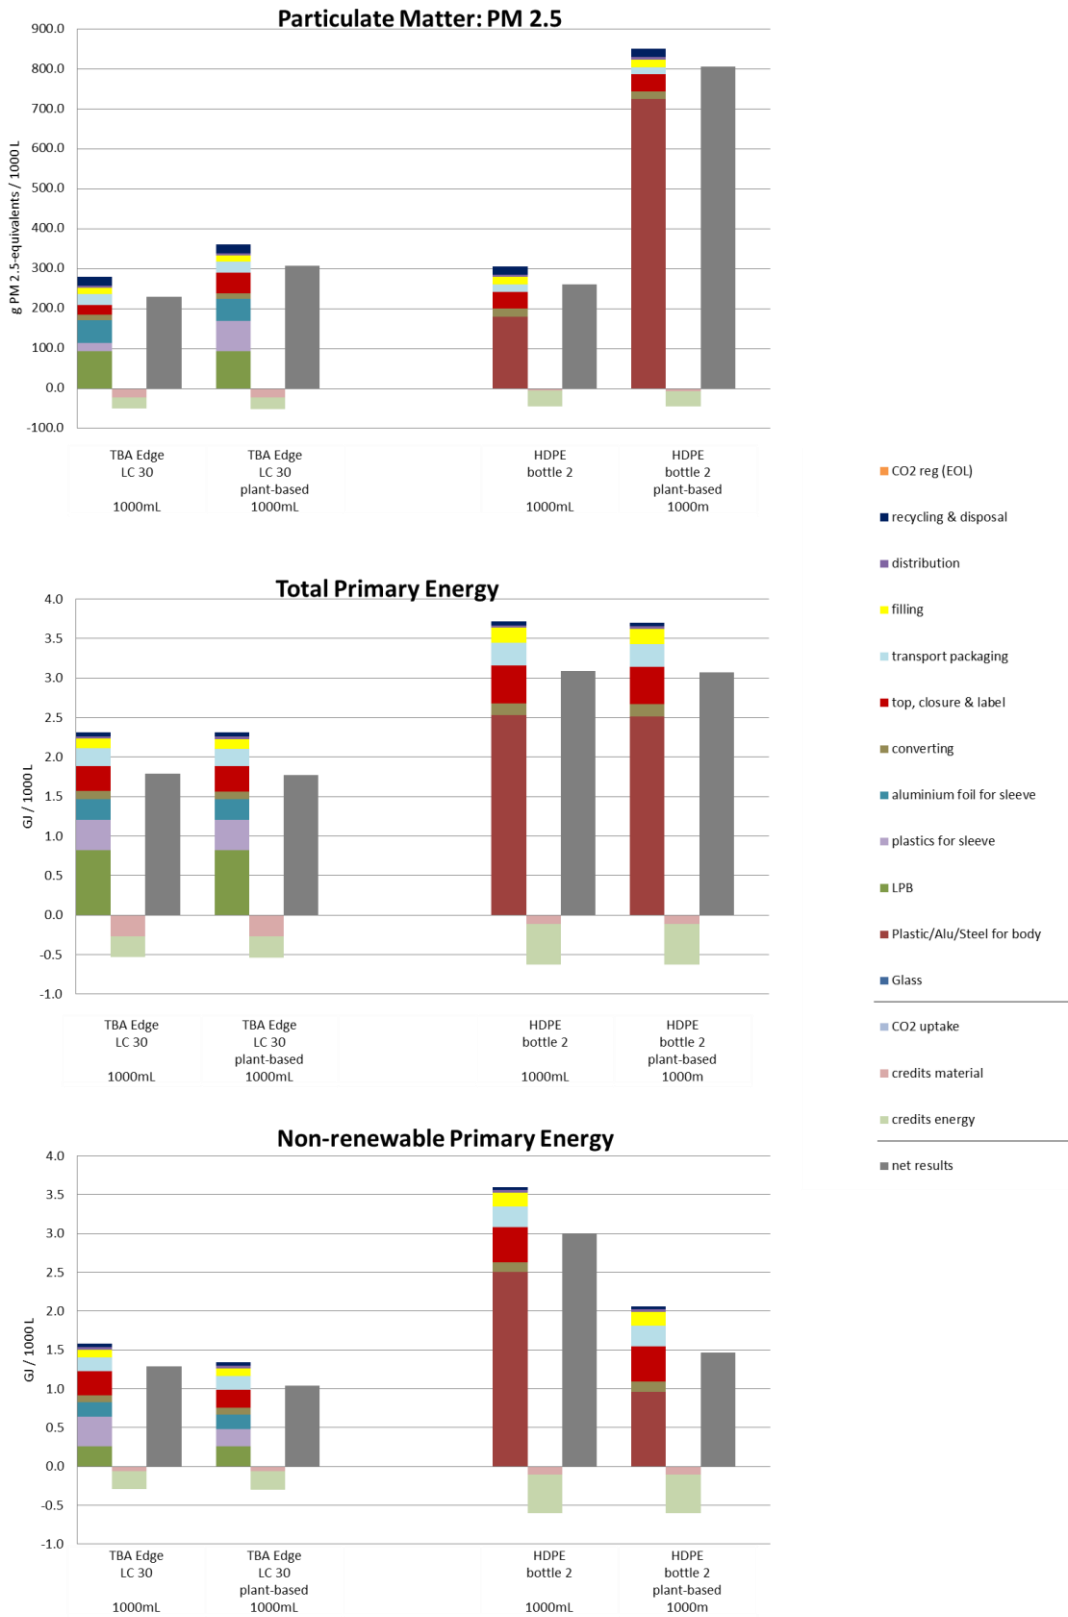 Particulate Matter: PM 2.5
900.0
800.0
700.0
600.0
500.0
400.0
300.0
200.0
100.0
0.0
-100.0
g PM 2.5-equivalents / 1000 L
TBA Edge
LC 30
1000mL
TBA Edge
LC 30
plant-based
1000mL
HDPE
bottle 2
1000mL
HDPE
bottle 2
plant-based
1000m
Total Primary Energy
4.0
3.5
3.0
2.5
2.0
1.5
1.0
0.5
0.0
-0.5
-1.0
GJ / 1000 L
TBA Edge
LC 30
1000mL
TBA Edge
LC 30
plant-based
1000mL
HDPE
bottle 2
1000mL
HDPE
bottle 2
plant-based
1000m
Non-renewable Primary Energy
4.0
3.5
3.0
2.5
2.0
1.5
1.0
0.5
0.0
-0.5
-1.0
GJ / 1000 L
TBA Edge
LC 30
1000mL
TBA Edge
LC 30
plant-based
1000mL
HDPE
bottle 2
1000mL
HDPE
bottle 2
plant-based
1000m
CO2 reg (EOL)
recycling & disposal
distribution
filling
transport packaging
top, closure & label
converting
aluminium foil for sleeve
plastics for sleeve
LPB
Plastic/Alu/Steel for body
Glass
CO2 uptake
credits material
credits energy
net results